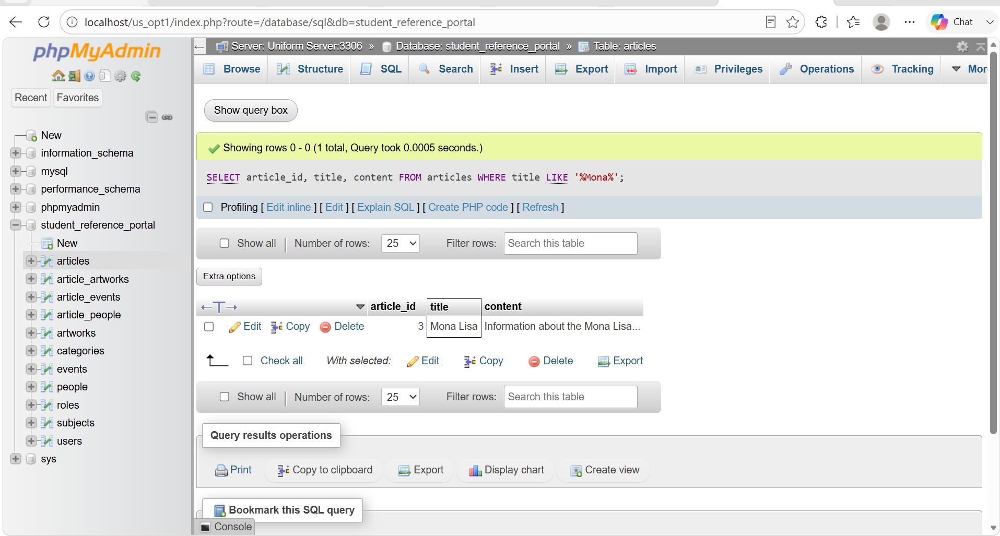 localhost/us_opt1/index.php?route=/database/sql&db=student_reference_portal
Chat
phpMyAdmin
Recent
Favorites
New
information_schema
mysql
performance_schema
phpmyadmin
student_reference_portal
New
articles
article_artworks
article_events
article_people
artworks
categories
events
people
roles
subjects
users
sys
Server: Uniform Server:3306 » Database: student_reference_portal » Table: articles
Browse Structure SQL Search Insert Export Import Privileges Operations Tracking
Show query box
Showing rows 0 - 0 (1 total, Query took 0.0005 seconds.)
SELECT article_id, title, content FROM articles WHERE title LIKE '%Mona%';
Profiling [ Edit inline ] [ Edit ] [ Explain SQL ] [ Create PHP code ] [ Refresh ]
Show all Number of rows: 25 Filter rows: Search this table
Extra options
←T→ article_id title content
Edit Copy Delete 3 Mona Lisa Information about the Mona Lisa...
Check all With selected: Edit Copy Delete Export
Show all Number of rows: 25 Filter rows: Search this table
Query results operations
Print Copy to clipboard Export Display chart Create view
Bookmark this SQL query
Console